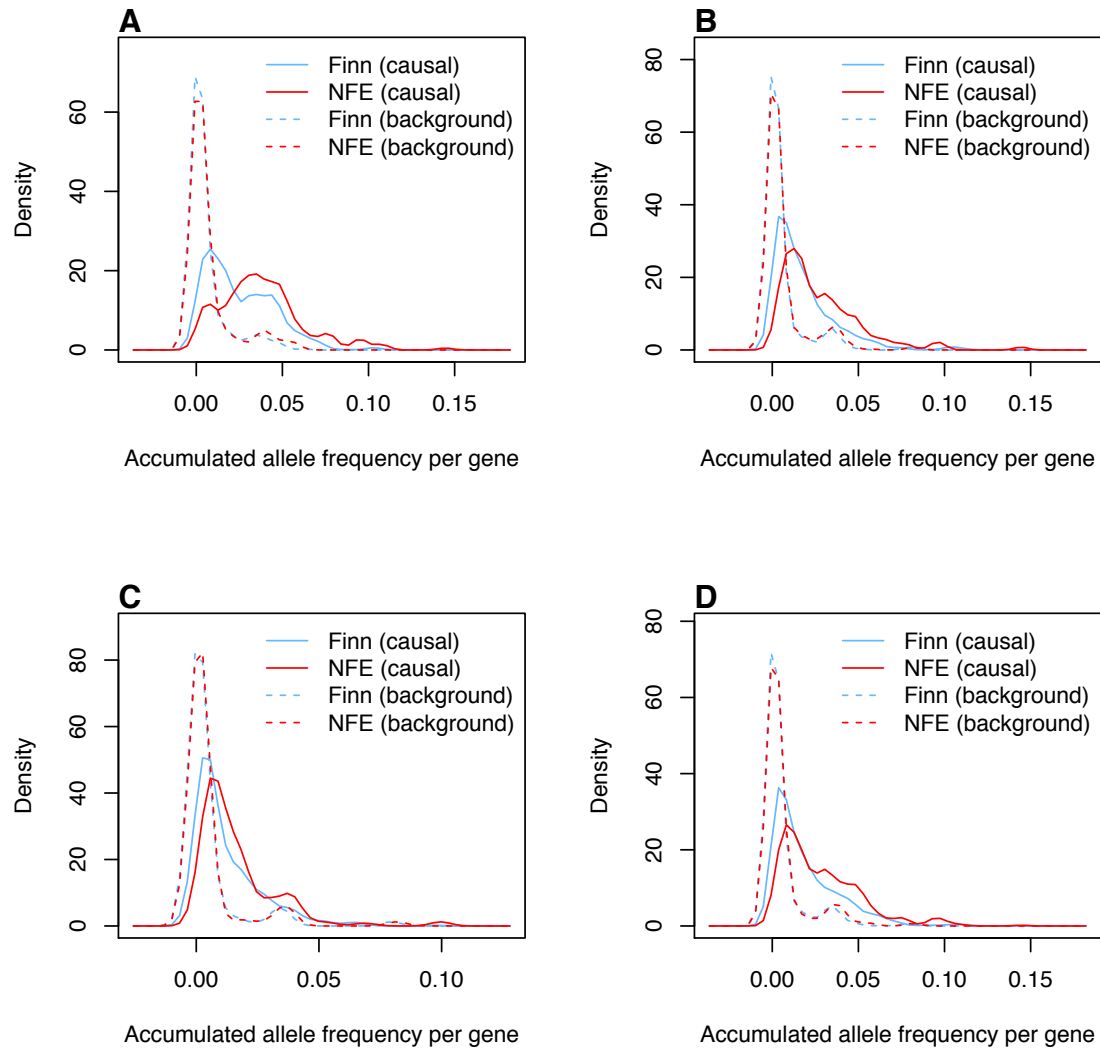 A
Finn (causal)
NFE (causal)
Finn (background)
NFE (background)
Density
0 20 40 60
0.00 0.05 0.10 0.15
Accumulated allele frequency per gene
B
Finn (causal)
NFE (causal)
Finn (background)
NFE (background)
Density
0 20 40 60 80
0.00 0.05 0.10 0.15
Accumulated allele frequency per gene
C
Finn (causal)
NFE (causal)
Finn (background)
NFE (background)
Density
0 20 40 60 80
0.00 0.05 0.10
Accumulated allele frequency per gene
D
Finn (causal)
NFE (causal)
Finn (background)
NFE (background)
Density
0 20 40 60 80
0.00 0.05 0.10 0.15
Accumulated allele frequency per gene